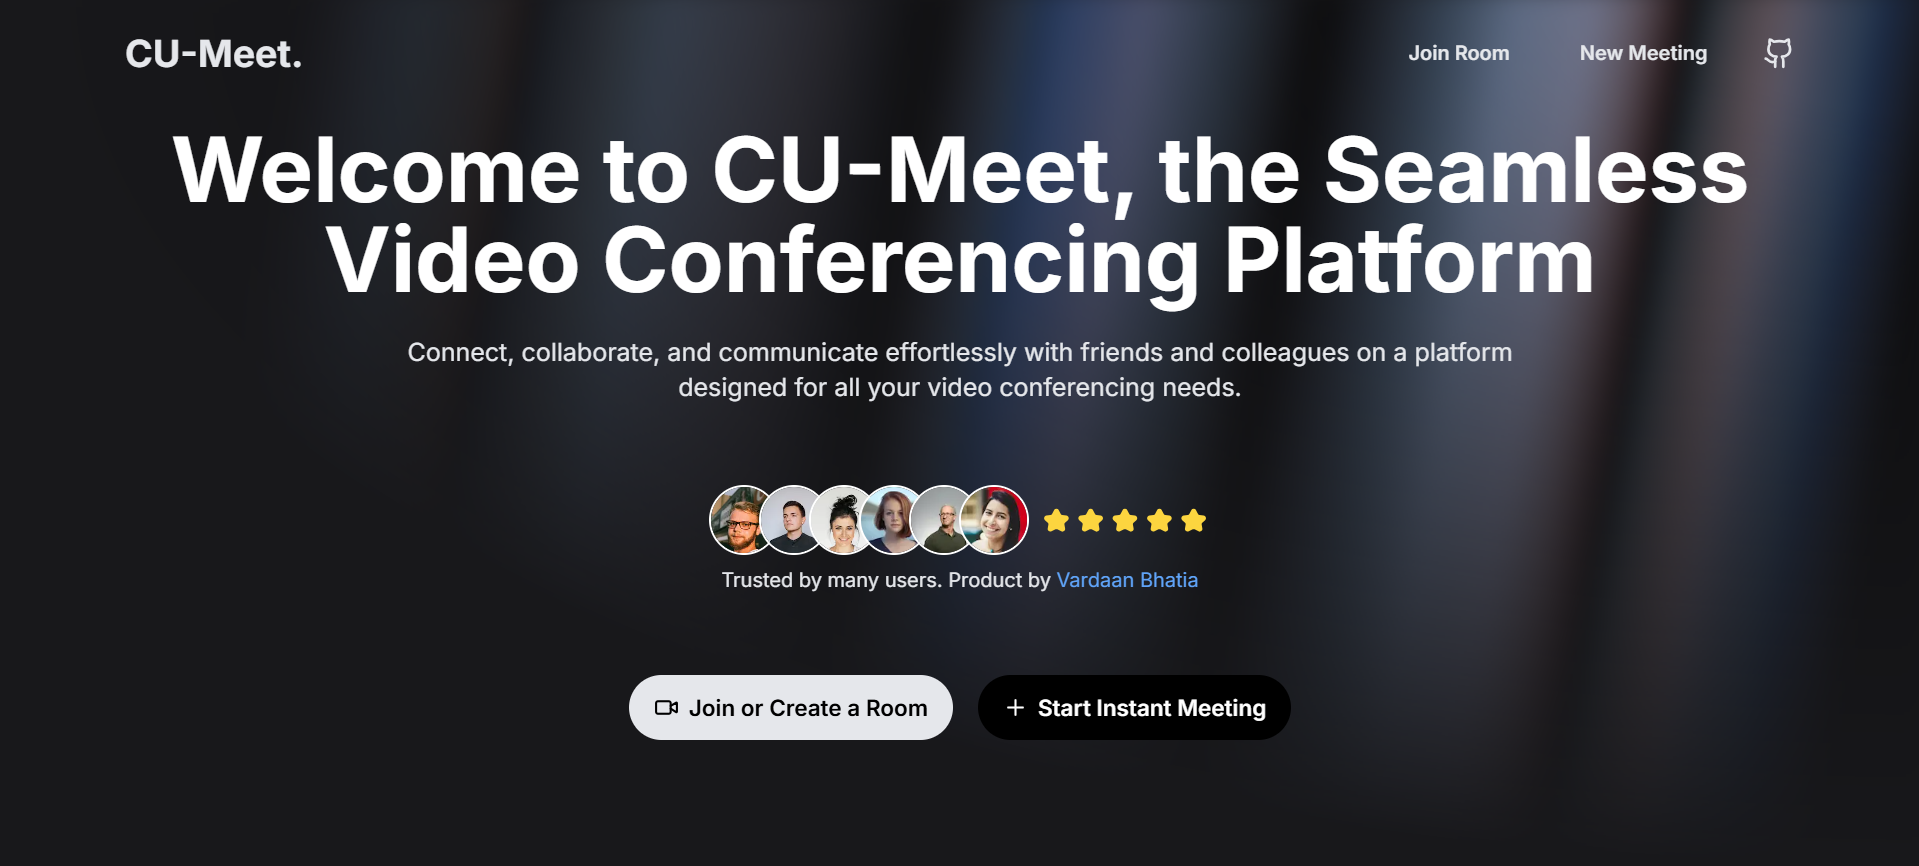 CU-Meet.
Join Room
New Meeting
Welcome to CU-Meet, the Seamless
Video Conferencing Platform
Connect, collaborate, and communicate effortlessly with friends and colleagues on a platform
designed for all your video conferencing needs.
Trusted by many users. Product by Vardaan Bhatia
Join or Create a Room
Start Instant Meeting